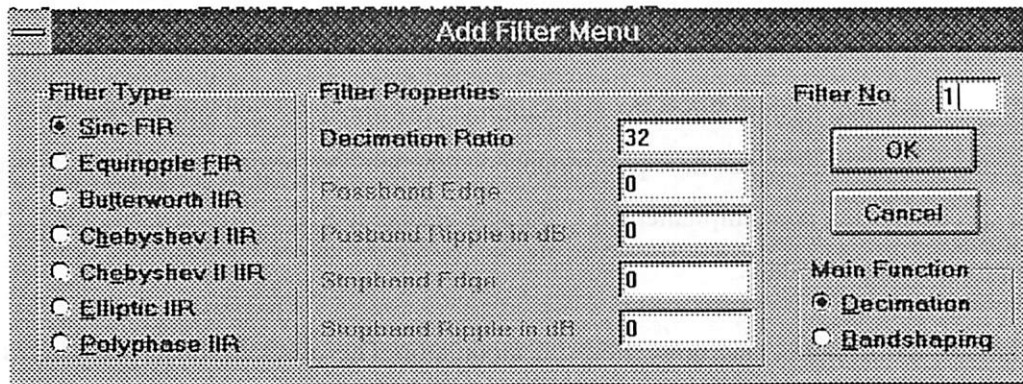 Add Filter Menu
Filter Type
Sinc FIR
Equiripple FIR
Butterworth IIR
Chebyshev I IIR
Chebyshev II IIR
Elliptic IIR
Polyphase IIR
Filter Properties
Decimation Ratio
32
Passband Edge
0
Pasband Ripple in dB
0
Stopband Edge
0
Stopband Ripple in dB
0
Filter No.
1
OK
Cancel
Main Function
Decimation
Bandshaping